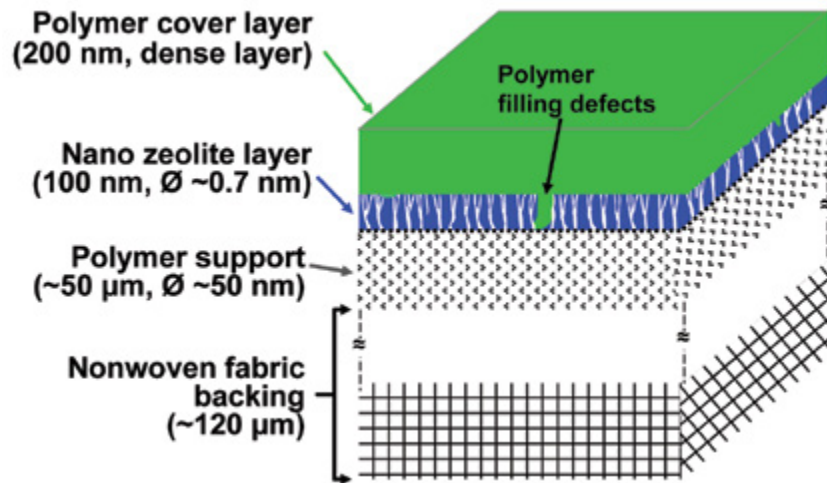 Polymer cover layer
(200 nm, dense layer)
Polymer
filling defects
Nano zeolite layer
(100 nm, Ø ~0.7 nm)
Polymer support
(~50 µm, Ø ~50 nm)
Nonwoven fabric
backing
(~120 µm)